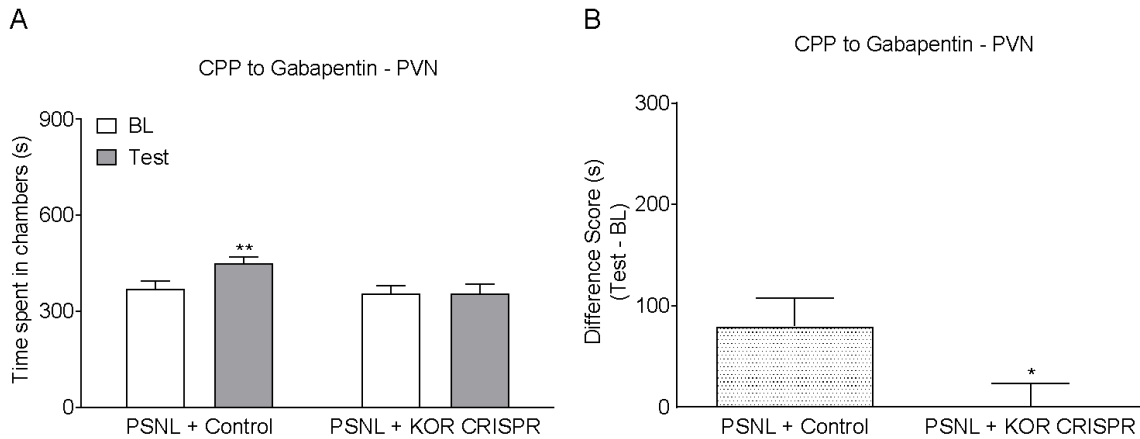 A
CPP to Gabapentin - PVN
Time spent in chambers (s)
900
600
300
0
BL
Test
**
PSNL + Control
PSNL + KOR CRISPR
B
CPP to Gabapentin - PVN
Difference Score (s)
(Test - BL)
300
200
100
0
*
PSNL + Control
PSNL + KOR CRISPR